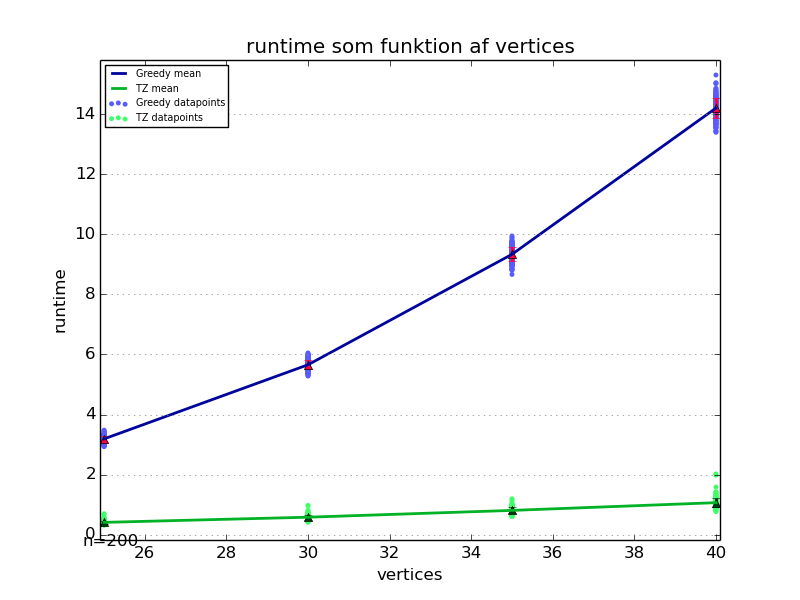 runtime som funktion af vertices
Greedy mean
TZ mean
Greedy datapoints
TZ datapoints
14
12
10
8
6
4
2
0
runtime
n=200
26 28 30 32 34 36 38 40
vertices